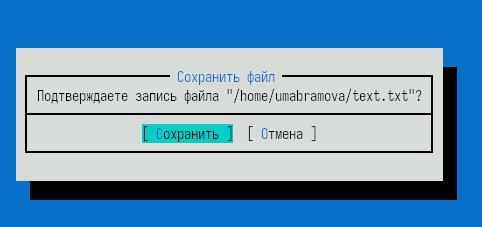 Сохранить файл
Подтверждаете запись файла "/home/umabramova/text.txt"?
[ Сохранить ] [ Отмена ]